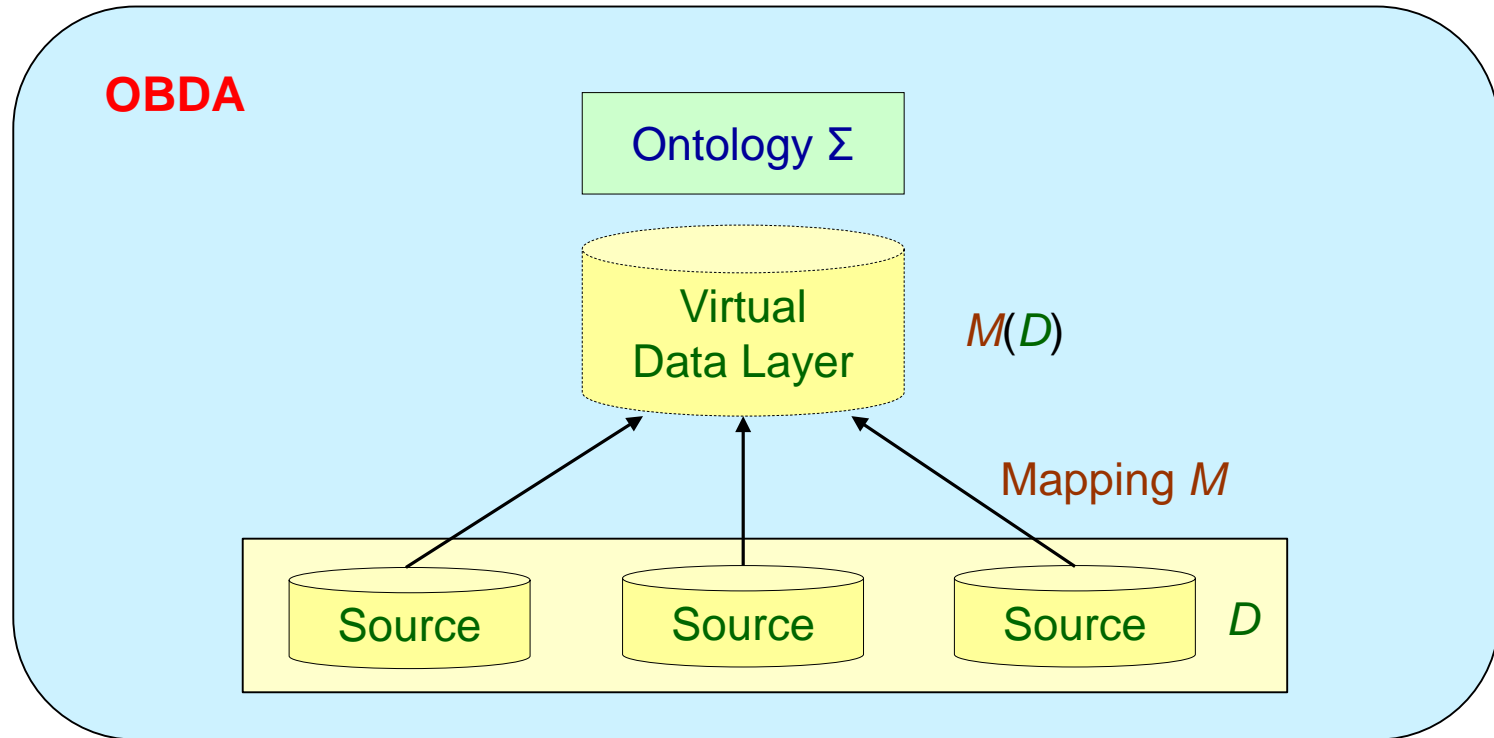 OBDA
Ontology Σ
Virtual
Data Layer
M(D)
Mapping M
Source
Source
Source
D